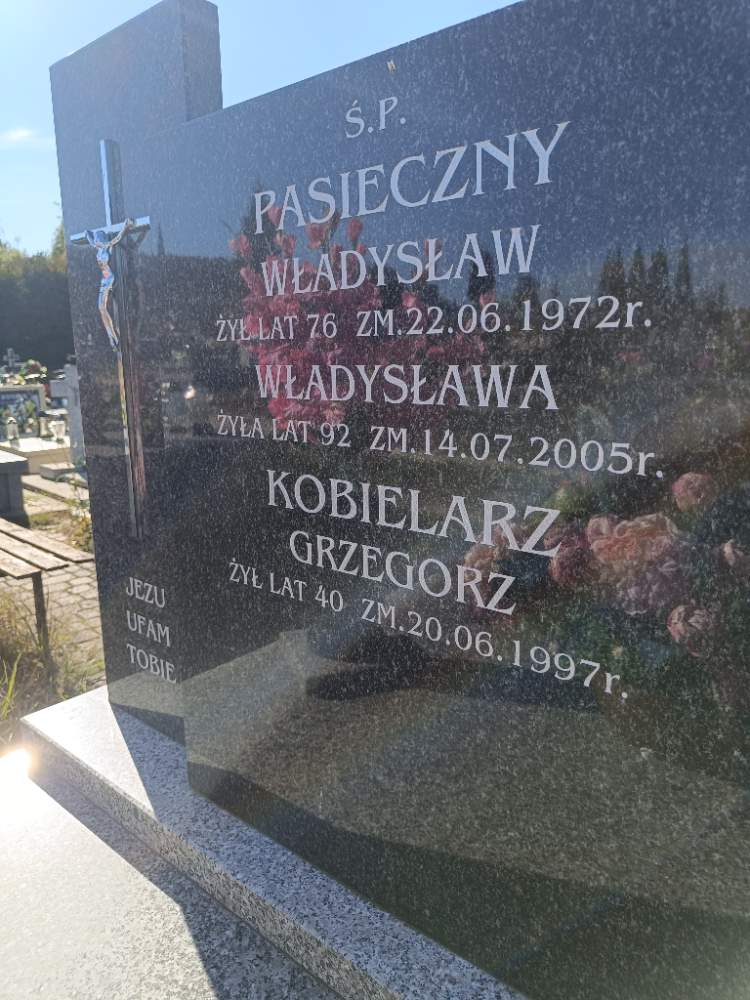 Ś.P.
PASIECZNY
WŁADYSŁAW
ŻYŁ LAT 76 ZM.22.06.1972r.
WŁADYSŁAWA
ŻYŁA LAT 92 ZM.14.07.2005r.
KOBIELARZ
GRZEGORZ
ŻYŁ LAT 40 ZM.20.06.1997r.
JEZU
UFAM
TOBIE